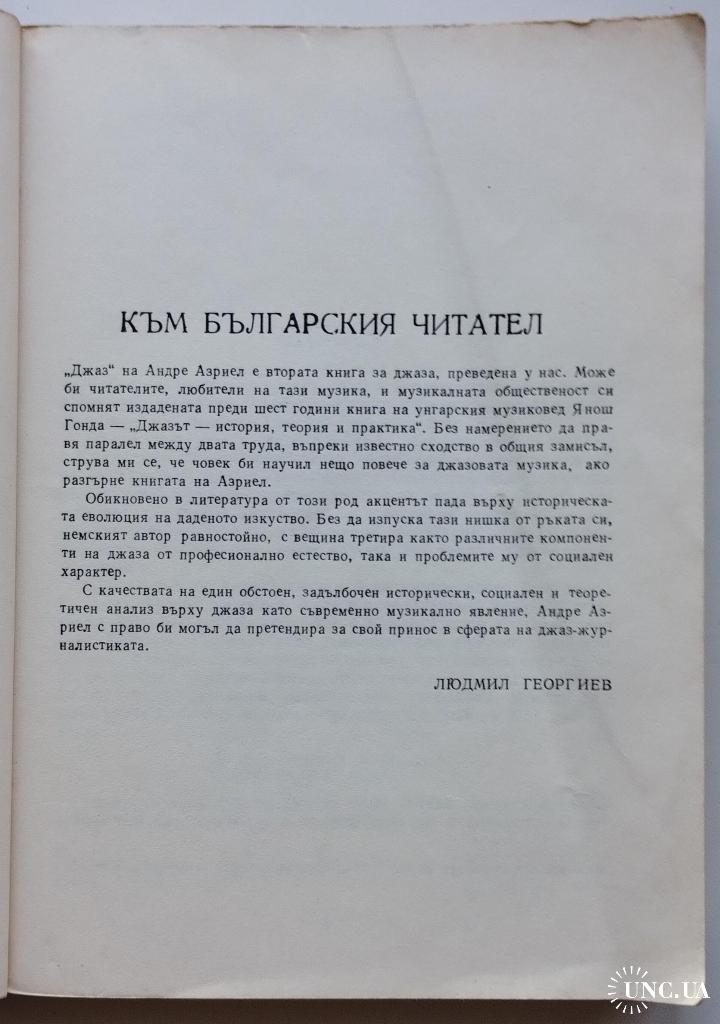 КЪМ БЪЛГАРСКИЯ ЧИТАТЕЛ
„Джаз“ на Андре Азриел е втората книга за джаза, преведена у нас. Може
би читателите, любители на тази музика, и музикалната общественост си
спомнят издадената преди шест години книга на унгарския музиковед Янош
Гонда — „Джазът — история, теория и практика“. Без намерението да пра-
вя паралел между двата труда, въпреки известно сходство в общия замисъл,
струва ми се, че човек би научил нещо повече за джазовата музика, ако
разгърне книгата на Азриел.
Обикновено в литература от този род акцентът пада върху историческа-
та еволюция на даденото изкуство. Без да изпуска тази нишка от ръката си,
немският автор равностойно, с вещина третира както различните компонен-
ти на джаза от професионално естество, така и проблемите му от социален
характер.
С качествата на един обстоен, задълбочен исторически, социален и теоре-
тичен анализ върху джаза като съвременно музикално явление, Андре Аз-
риел с право би могъл да претендира за свой принос в сферата на джаз-жур-
налистиката.
ЛЮДМИЛ ГЕОРГИЕВ
UNC.UA